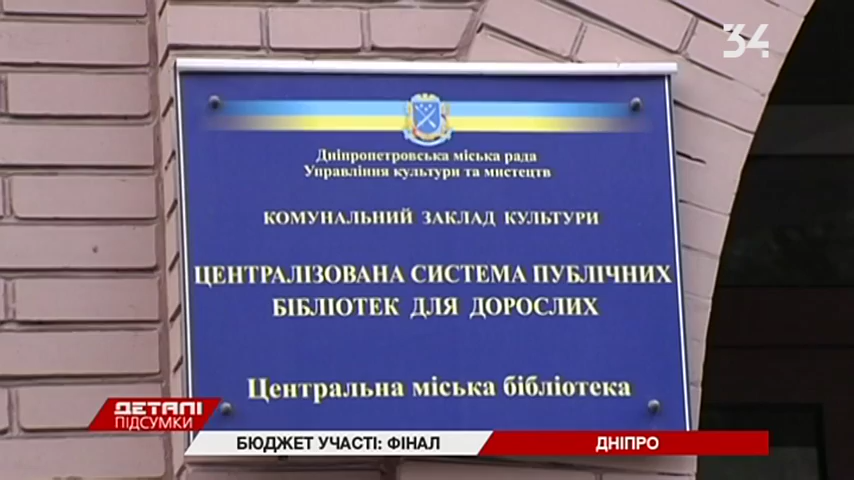 34
Дніпропетровська міська рада
Управління культури та мистецтв
КОМУНАЛЬНИЙ ЗАКЛАД КУЛЬТУРИ
ЦЕНТРАЛІЗОВАНА СИСТЕМА ПУБЛІЧНИХ
БІБЛІОТЕК ДЛЯ ДОРОСЛИХ
Центральна міська бібліотека
ДЕТАЛІ
ПІДСУМКИ
БЮДЖЕТ УЧАСТІ: ФІНАЛ
ДНІПРО